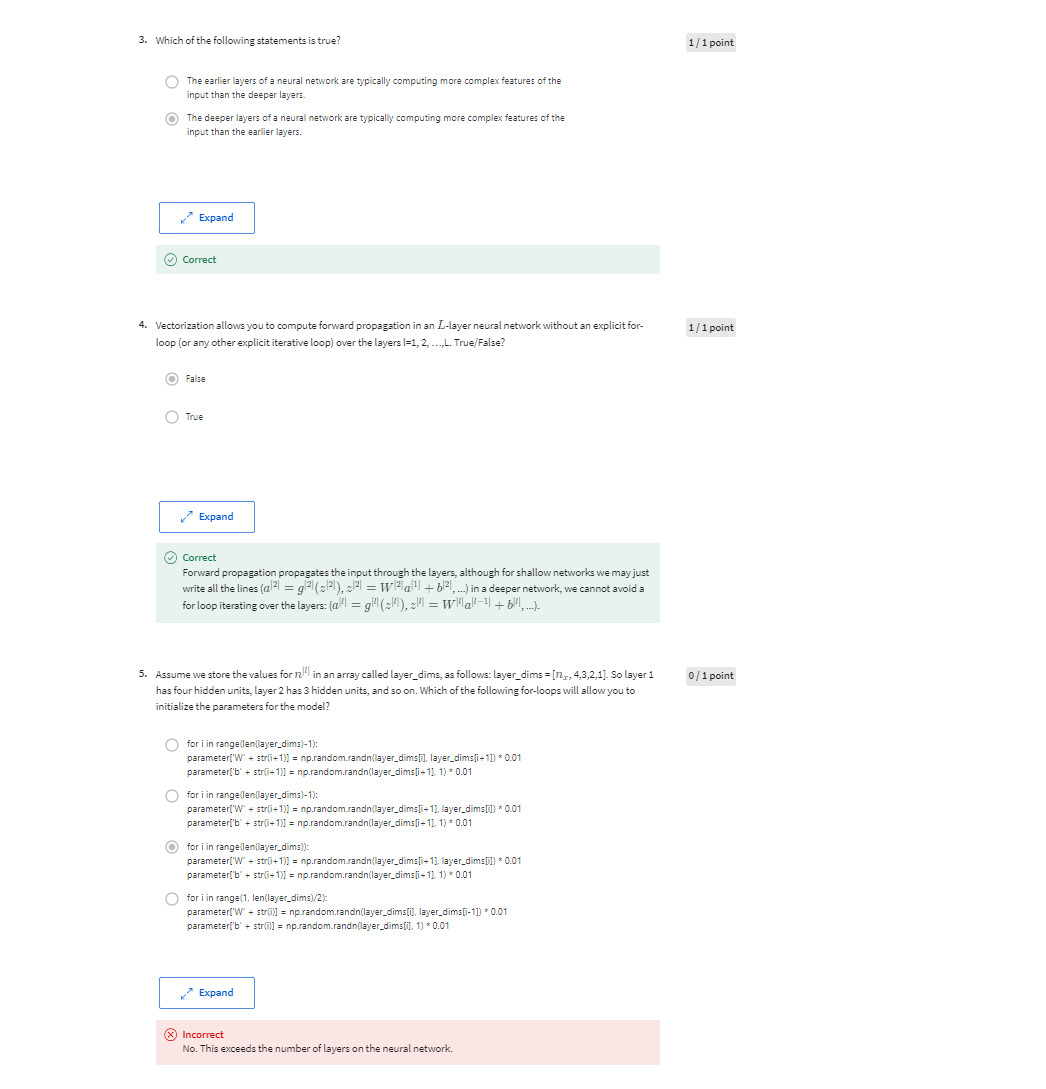 3. Which of the following statements is true?
1 / 1 point
The earlier layers of a neural network are typically computing more complex features of the
input than the deeper layers.
The deeper layers of a neural network are typically computing more complex features of the
input than the earlier layers.
Expand
Correct
4. Vectorization allows you to compute forward propagation in an L-layer neural network without an explicit for-
loop (or any other explicit iterative loop) over the layers l=1, 2, …,L. True/False?
1 / 1 point
False
True
Expand
Correct
Forward propagation propagates the input through the layers, although for shallow networks we may just
write all the lines (a^[2] = g^[2](z^[2]), z^[2] = W^[2]a^[1] + b^[2], ...) in a deeper network, we cannot avoid a
for loop iterating over the layers: (a^[l] = g^[l](z^[l]), z^[l] = W^[l]a^[l−1] + b^[l], ...).
5. Assume we store the values for n^[l] in an array called layer_dims, as follows: layer_dims = [n_x, 4,3,2,1]. So layer 1
has four hidden units, layer 2 has 3 hidden units, and so on. Which of the following for-loops will allow you to
initialize the parameters for the model?
0 / 1 point
for i in range(len(layer_dims)-1):
parameter['W' + str(i+1)] = np.random.randn(layer_dims[i], layer_dims[i+1]) * 0.01
parameter['b' + str(i+1)] = np.random.randn(layer_dims[i+1], 1) * 0.01
for i in range(len(layer_dims)-1):
parameter['W' + str(i+1)] = np.random.randn(layer_dims[i+1], layer_dims[i]) * 0.01
parameter['b' + str(i+1)] = np.random.randn(layer_dims[i+1], 1) * 0.01
for i in range(len(layer_dims)):
parameter['W' + str(i+1)] = np.random.randn(layer_dims[i+1], layer_dims[i]) * 0.01
parameter['b' + str(i+1)] = np.random.randn(layer_dims[i+1], 1) * 0.01
for i in range(1, len(layer_dims)/2):
parameter['W' + str(i)] = np.random.randn(layer_dims[i], layer_dims[i-1]) * 0.01
parameter['b' + str(i)] = np.random.randn(layer_dims[i], 1) * 0.01
Expand
Incorrect
No. This exceeds the number of layers on the neural network.